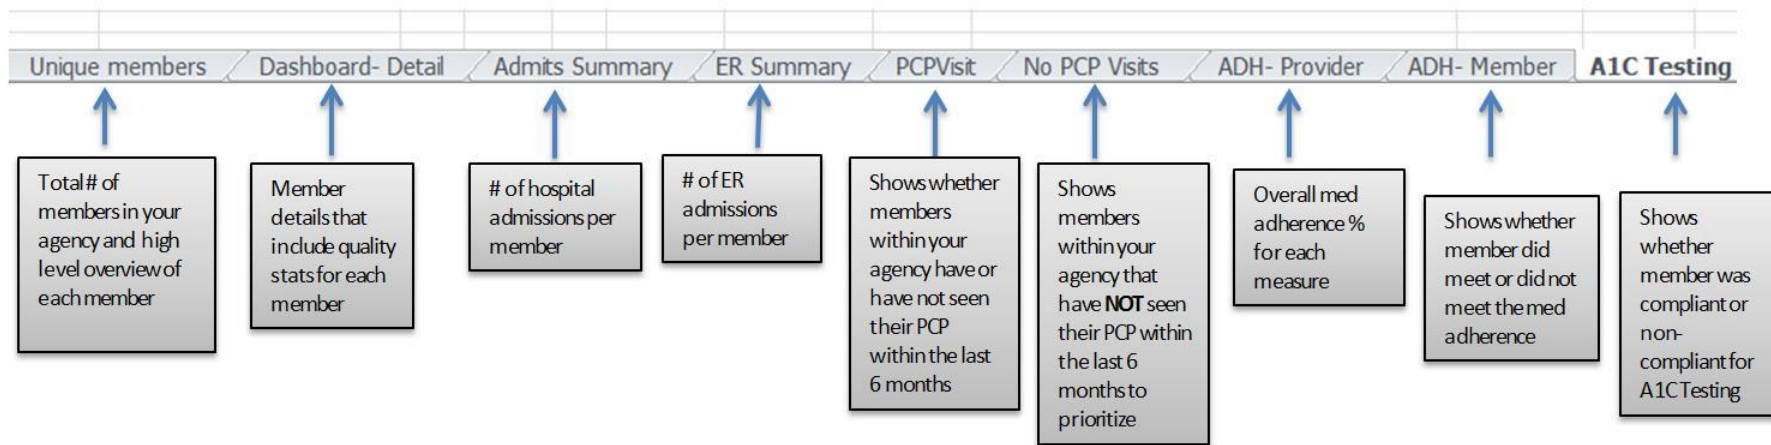 Unique members Dashboard- Detail Admits Summary ER Summary PCPVisit No PCP Visits ADH- Provider ADH- Member A1C Testing
Total # of
members in your
agency and high
level overview of
each member
Member
details that
include quality
stats for each
member
# of hospital
admissions per
member
# of ER
admissions
per member
Shows whether
members
within your
agency have or
have not seen
their PCP
within the last
6 months
Shows
members
within your
agency that
have NOT seen
their PCP within
the last 6
months to
prioritize
Overall med
adherence %
for each
measure
Shows whether
member did
meet or did not
meet the med
adherence
Shows
whether
member was
compliant or
non-
compliant for
A1C Testing